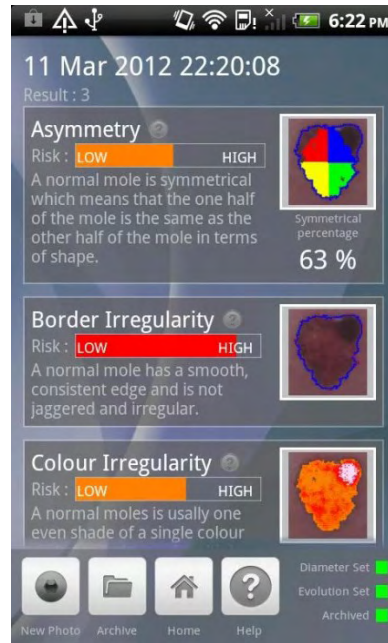 6:22 PM
11 Mar 2012 22:20:08
Result : 3
Asymmetry ?
Risk : LOW HIGH
A normal mole is symmetrical
which means that the one half
of the mole is the same as the
other half of the mole in terms
of shape.
Symmetrical
percentage
63 %
Border Irregularity ?
Risk : LOW HIGH
A normal mole has a smooth,
consistent edge and is not
jaggered and irregular.
Colour Irregularity ?
Risk : LOW HIGH
A normal moles is usally one
even shade of a single colour
New Photo
Archive
Home
?
Help
Diameter Set
Evolution Set
Archived